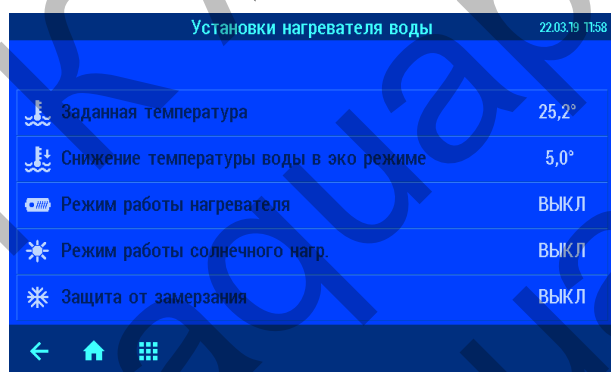 Установки нагревателя воды 22.03.19 11:58
Заданная температура 25,2°
Снижение температуры воды в эко режиме 5,0°
Режим работы нагревателя ВЫКЛ
Режим работы солнечного нагр. ВЫКЛ
Защита от замерзания ВЫКЛ